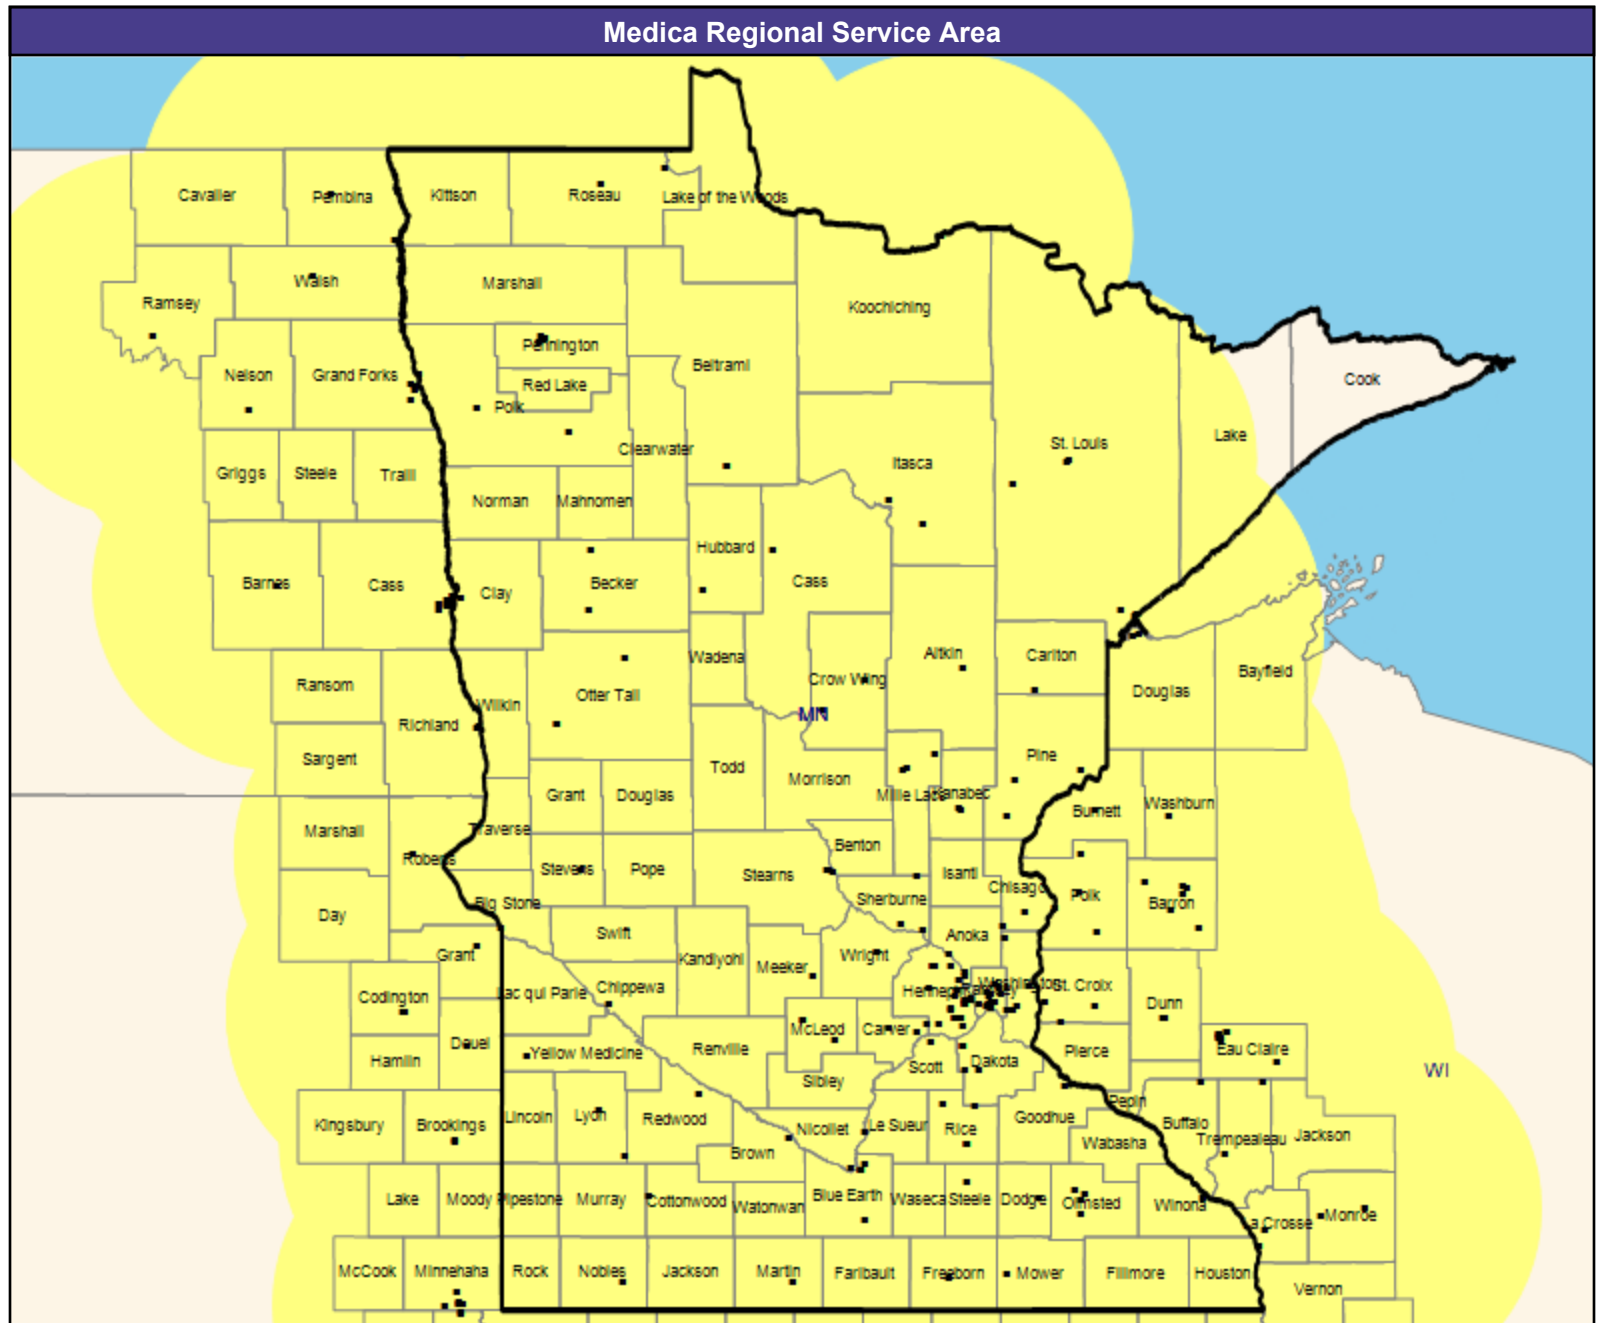 Medica Regional Service Area
Cavalier
Pembina
Kittson
Roseau
Lake of the Woods
Ramsey
Walsh
Marshall
Koochiching
Pennington
Nelson
Grand Forks
Red Lake
Beltrami
Cook
Polk
Clearwater
St. Louis
Lake
Griggs
Steele
Traill
Norman
Mahnomen
Itasca
Hubbard
Barnes
Cass
Clay
Becker
Cass
Wadena
Aitkin
Carlton
Ransom
Richland
Wilkin
Otter Tail
Crow Wing
Douglas
Bayfield
MN
Sargent
Todd
Morrison
Pine
Grant
Douglas
Mille Lacs
Kanabec
Burnett
Washburn
Marshall
Roberts
Traverse
Benton
Stevens
Pope
Stearns
Isanti
Chisago
Polk
Barron
Day
Big Stone
Sherburne
Swift
Anoka
Grant
Kandiyohi
Meeker
Wright
Codington
Lac qui Parle
Chippewa
Hennepin
Ramsey
Washington
St. Croix
Dunn
Hamlin
Deuel
Yellow Medicine
Renville
McLeod
Carver
Scott
Dakota
Pierce
Eau Claire
WI
Sibley
Kingsbury
Brookings
Lincoln
Lyon
Redwood
Brown
Nicollet
Le Sueur
Rice
Goodhue
Wabasha
Pepin
Buffalo
Trempealeau
Jackson
Lake
Moody
Pipestone
Murray
Cottonwood
Watonwan
Blue Earth
Waseca
Steele
Dodge
Olmsted
Winona
La Crosse
Monroe
McCook
Minnehaha
Rock
Nobles
Jackson
Martin
Faribault
Freeborn
Mower
Fillmore
Houston
Vernon